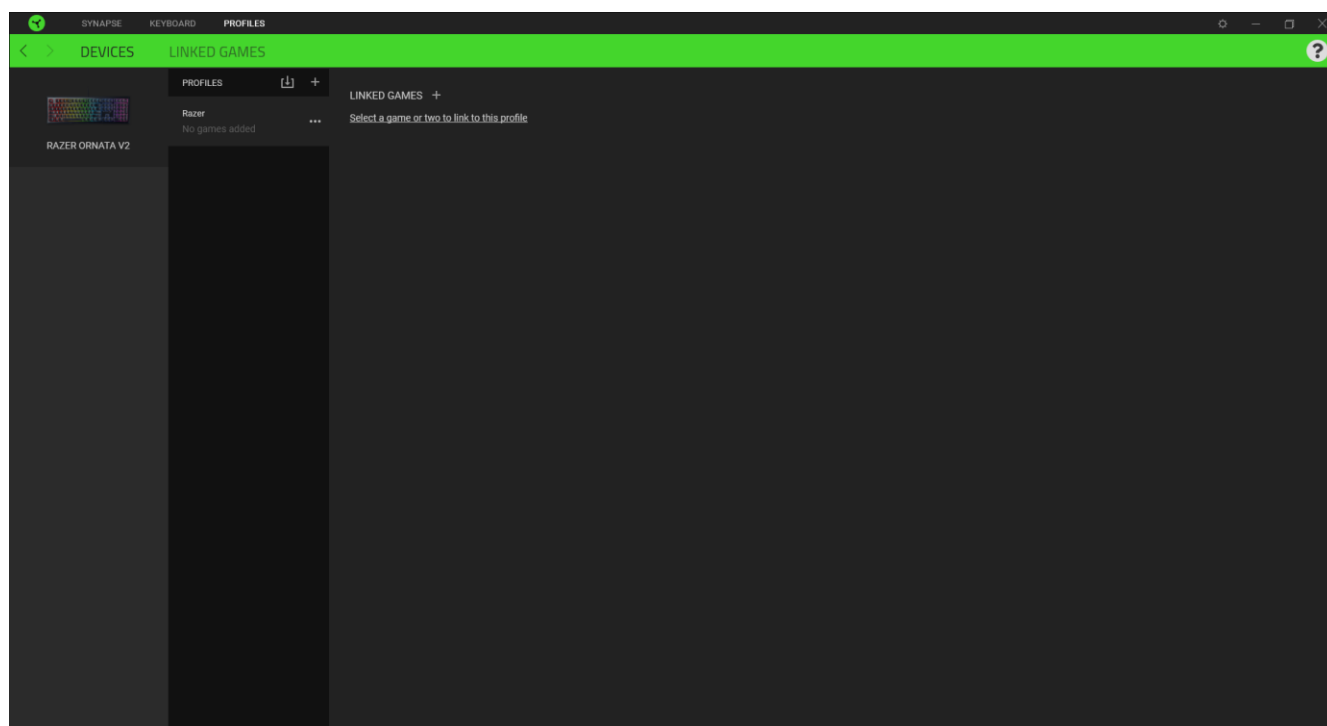 SYNAPSE KEYBOARD PROFILES
DEVICES LINKED GAMES
?
RAZER ORNATA V2
PROFILES
Razer
No games added
LINKED GAMES +
Select a game or two to link to this profile